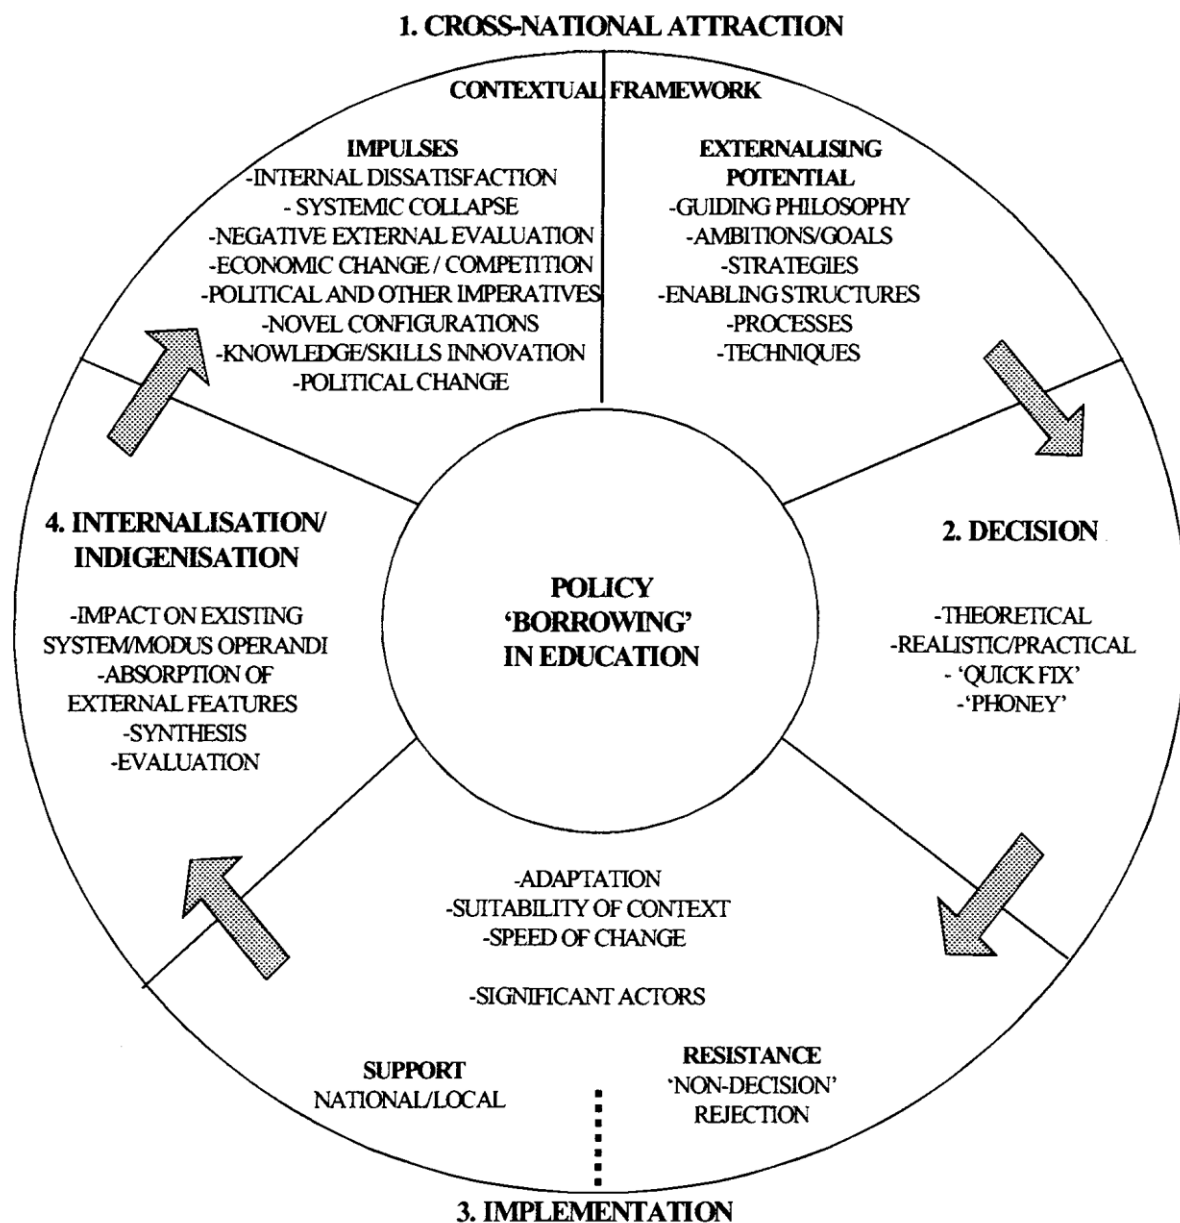 1. CROSS-NATIONAL ATTRACTION
CONTEXTUAL FRAMEWORK
IMPULSES
-INTERNAL DISSATISFACTION
- SYSTEMIC COLLAPSE
-NEGATIVE EXTERNAL EVALUATION
-ECONOMIC CHANGE / COMPETITION
-POLITICAL AND OTHER IMPERATIVES
-NOVEL CONFIGURATIONS
-KNOWLEDGE/SKILLS INNOVATION
-POLITICAL CHANGE
EXTERNALISING
POTENTIAL
-GUIDING PHILOSOPHY
-AMBITIONS/GOALS
-STRATEGIES
-ENABLING STRUCTURES
-PROCESSES
-TECHNIQUES
2. DECISION
-THEORETICAL
-REALISTIC/PRACTICAL
- ‘QUICK FIX’
-‘PHONEY’
POLICY
‘BORROWING’
IN EDUCATION
4. INTERNALISATION/
INDIGENISATION
-IMPACT ON EXISTING
SYSTEM/MODUS OPERANDI
-ABSORPTION OF
EXTERNAL FEATURES
-SYNTHESIS
-EVALUATION
-ADAPTATION
-SUITABILITY OF CONTEXT
-SPEED OF CHANGE
-SIGNIFICANT ACTORS
SUPPORT
NATIONAL/LOCAL
RESISTANCE
‘NON-DECISION’
REJECTION
3. IMPLEMENTATION